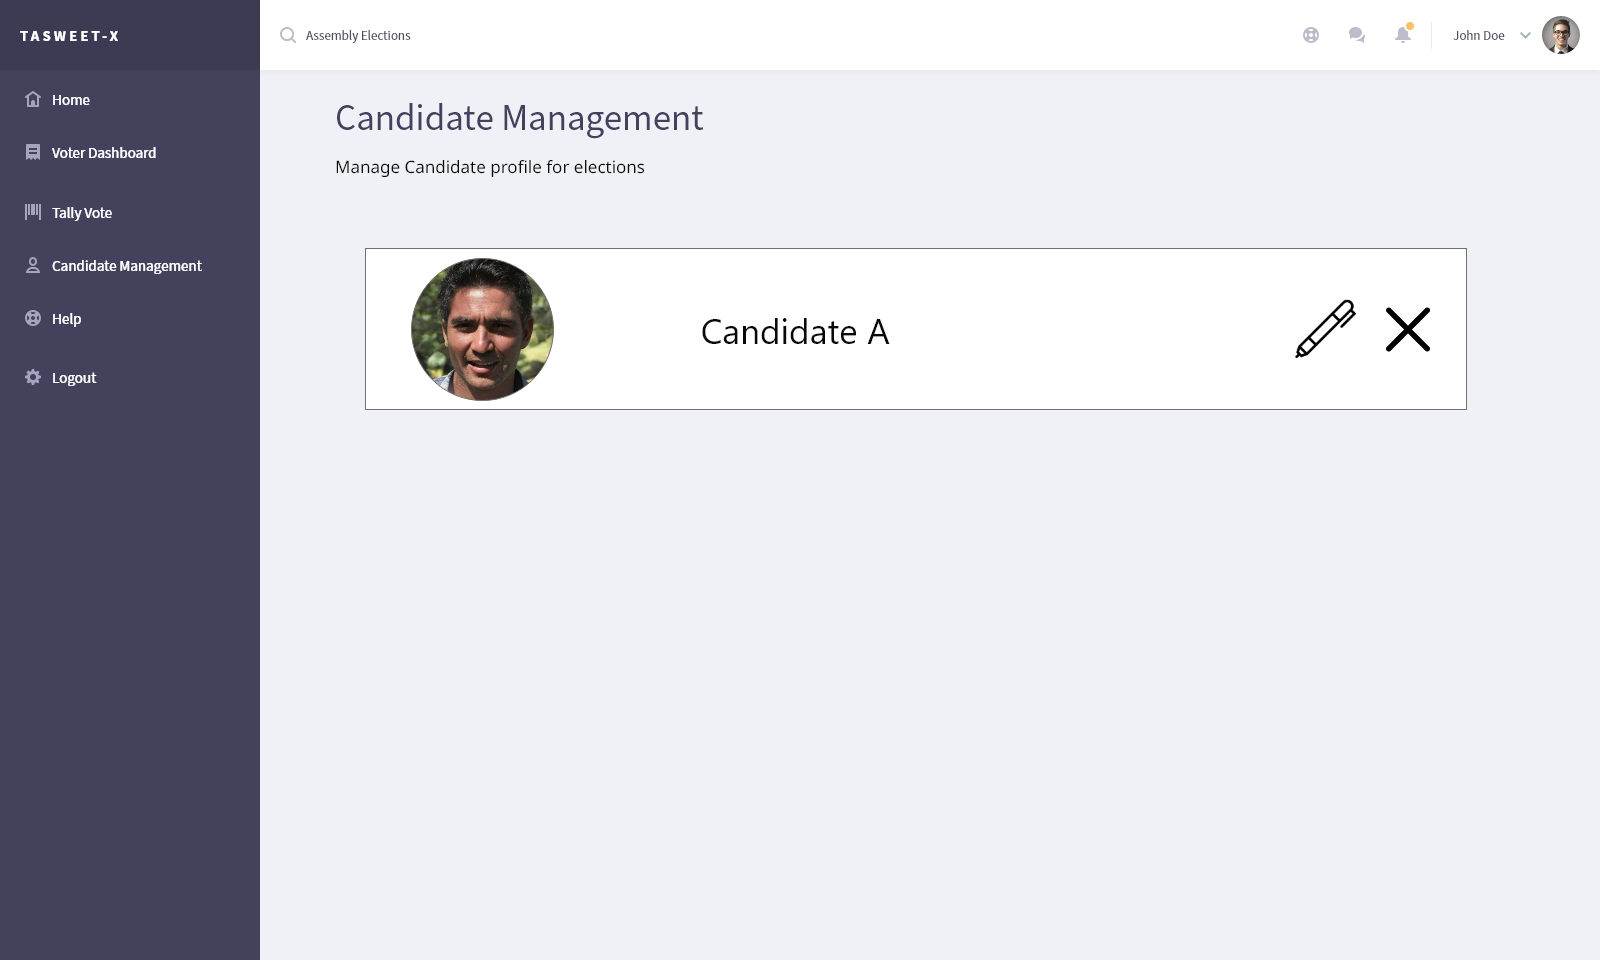 TASWEET-X
Assembly Elections
John Doe
Home
Voter Dashboard
Tally Vote
Candidate Management
Help
Logout
Candidate Management
Manage Candidate profile for elections
Candidate A